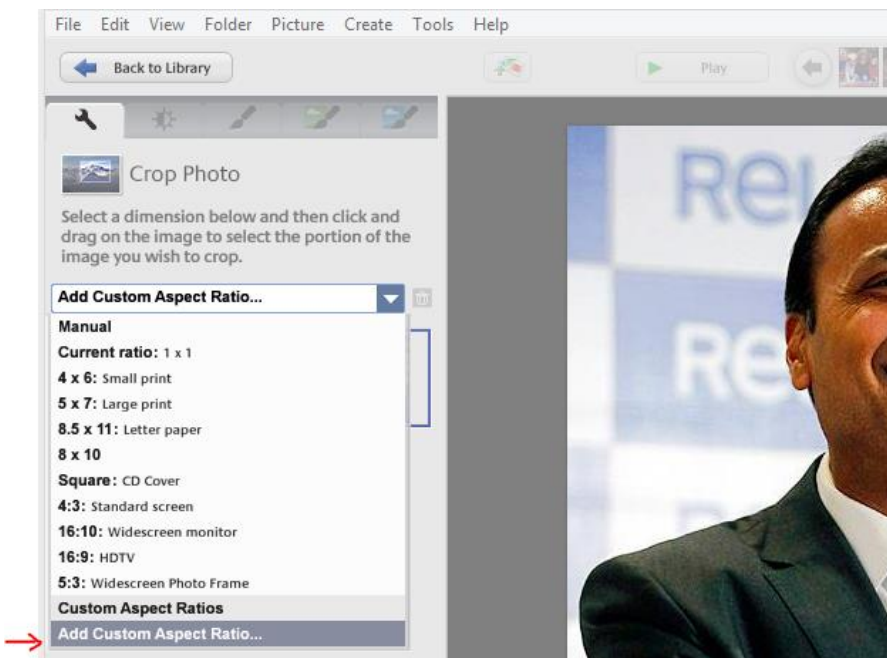 File Edit View Folder Picture Create Tools Help
Back to Library
Play
Crop Photo
Select a dimension below and then click and
drag on the image to select the portion of the
image you wish to crop.
Add Custom Aspect Ratio...
Manual
Current ratio: 1 x 1
4 x 6: Small print
5 x 7: Large print
8.5 x 11: Letter paper
8 x 10
Square: CD Cover
4:3: Standard screen
16:10: Widescreen monitor
16:9: HDTV
5:3: Widescreen Photo Frame
Custom Aspect Ratios
Add Custom Aspect Ratio...